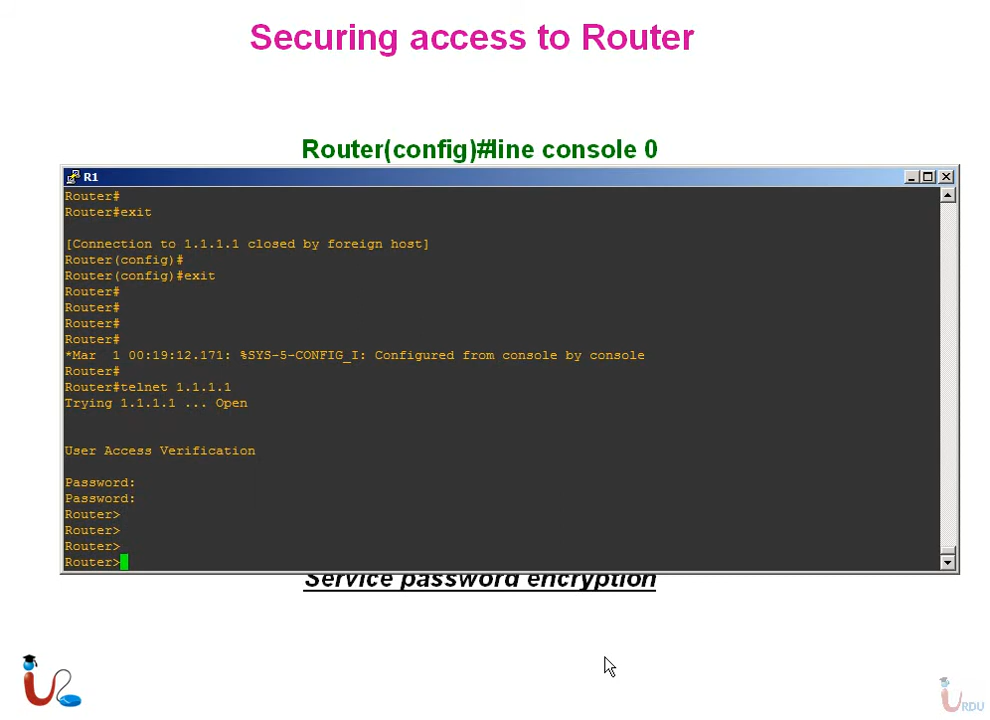 Securing access to Router
Router(config)#line console 0
R1
Router#
Router#exit
[Connection to 1.1.1.1 closed by foreign host]
Router(config)#
Router(config)#exit
Router#
Router#
Router#
Router#
*Mar  1 00:19:12.171: %SYS-5-CONFIG_I: Configured from console by console
Router#
Router#telnet 1.1.1.1
Trying 1.1.1.1 ... Open
User Access Verification
Password:
Password:
Router>
Router>
Router>
Router>
Service password encryption
URDU